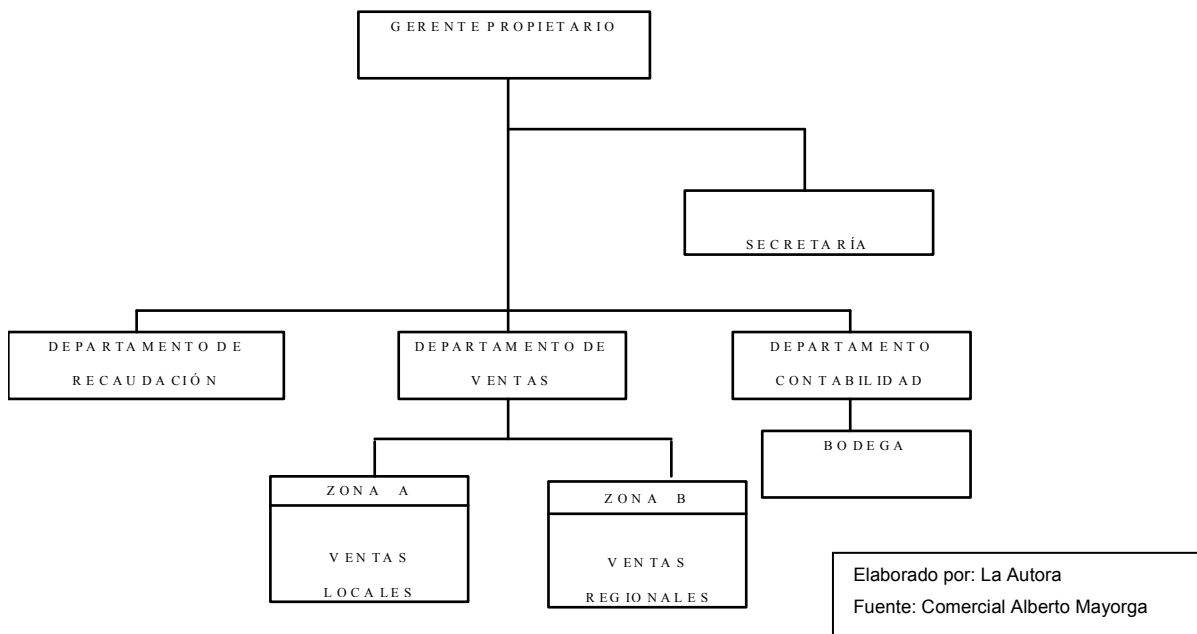 GERENTE PROPIETARIO
SECRETARÍA
DEPARTAMENTO DE
RECAUDACIÓN
DEPARTAMENTO DE
VENTAS
DEPARTAMENTO
CONTABILIDAD
BODEGA
ZONA A
VENTAS
LOCALES
ZONA B
VENTAS
REGIONALES
Elaborado por: La Autora
Fuente: Comercial Alberto Mayorga